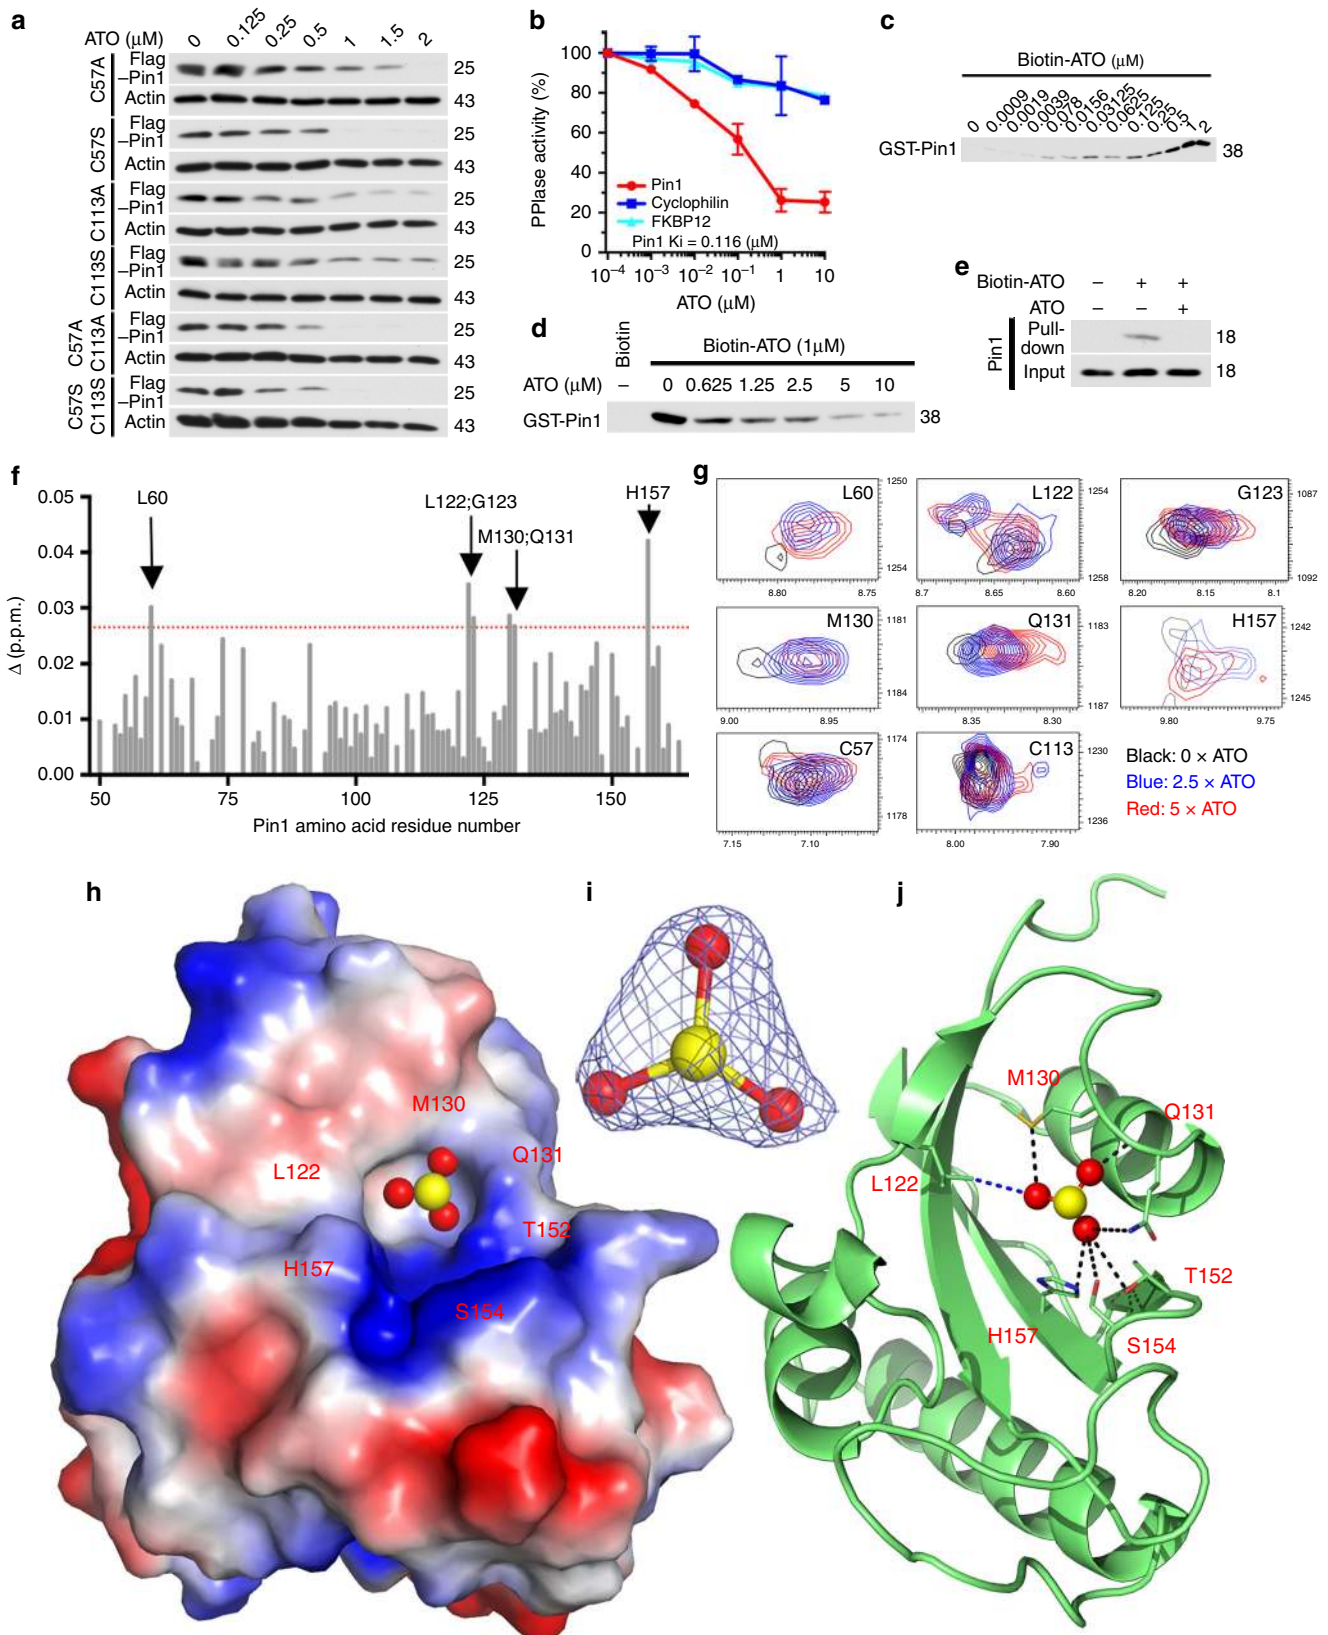 a
ATO (μM)
0 0.125 0.25 0.5 1 1.5 2
C57A
Flag
–Pin1
25
Actin
43
C57S
Flag
–Pin1
25
Actin
43
C113A
Flag
–Pin1
25
Actin
43
C113S
Flag
–Pin1
25
Actin
43
C57A
C113A
Flag
–Pin1
25
Actin
43
C57S
C113S
Flag
–Pin1
25
Actin
43
b
PPIase activity (%)
100
80
60
40
20
0
Pin1
Cyclophilin
FKBP12
Pin1 Ki = 0.116 (μM)
10⁻⁴ 10⁻³ 10⁻² 10⁻¹ 1 10
ATO (μM)
c
Biotin-ATO (μM)
0 0.0009 0.0019 0.0039 0.078 0.0156 0.03125 0.0625 0.125 0.25 0.5 1 2
GST-Pin1
38
d
Biotin
Biotin-ATO (1μM)
ATO (μM)
– 0 0.625 1.25 2.5 5 10
GST-Pin1
38
e
Biotin-ATO – + +
ATO – – +
Pin1
Pull-
down
18
Input
18
f
Δ (p.p.m.)
0.05
0.04
0.03
0.02
0.01
0.00
L60
L122;G123
M130;Q131
H157
50 75 100 125 150
Pin1 amino acid residue number
g
L60
1250
1254
8.80 8.75
L122
1254
1258
8.7 8.65 8.60
G123
1087
1092
8.20 8.15 8.1
M130
1181
1184
9.00 8.95
Q131
1183
1187
8.35 8.30
H157
1242
1245
9.80 9.75
C57
1174
1178
7.15 7.10
C113
1230
1236
8.00 7.90
Black: 0 × ATO
Blue: 2.5 × ATO
Red: 5 × ATO
h
M130
Q131
L122
T152
H157
S154
i
j
M130
Q131
L122
T152
H157
S154